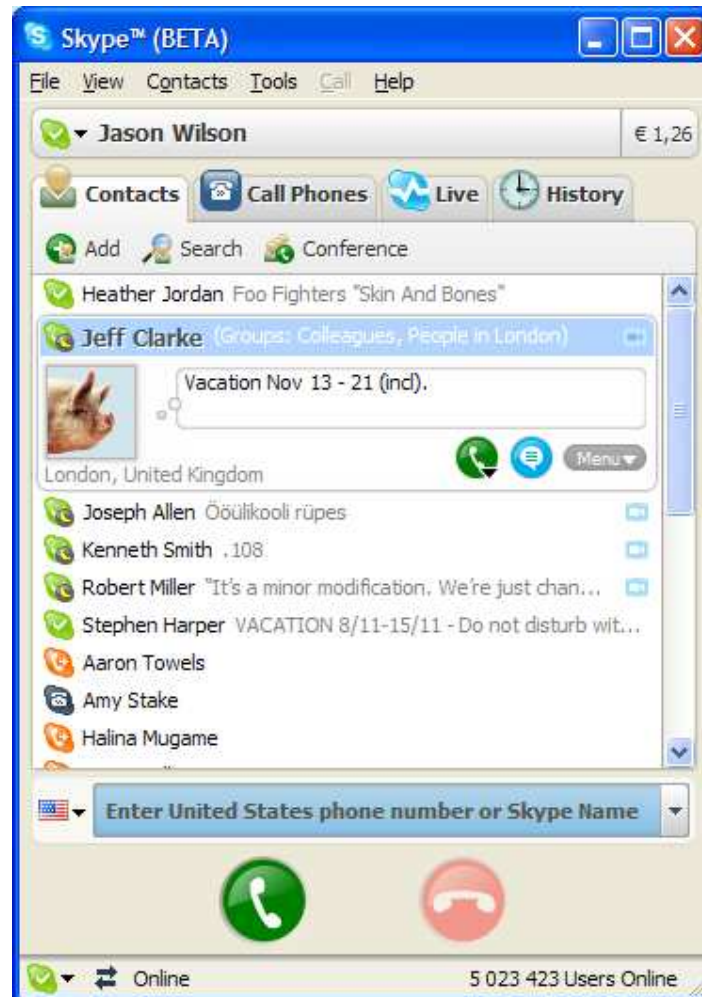 Skype™ (BETA)
File View Contacts Tools Call Help
Jason Wilson € 1,26
Contacts Call Phones Live History
Add Search Conference
Heather Jordan Foo Fighters "Skin And Bones"
Jeff Clarke (Groups: Colleagues, People in London)
Vacation Nov 13 - 21 (incl).
Menu
London, United Kingdom
Joseph Allen Ööülikooli rüpes
Kenneth Smith .108
Robert Miller "It's a minor modification. We're just chan...
Stephen Harper VACATION 8/11-15/11 - Do not disturb wit...
Aaron Towels
Amy Stake
Halina Mugame
Enter United States phone number or Skype Name
Online 5 023 423 Users Online